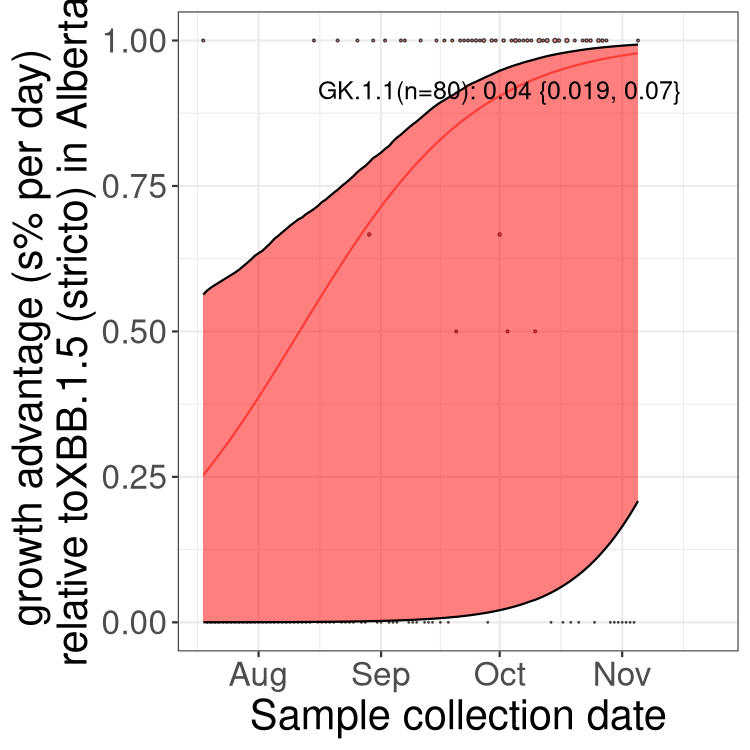 growth advantage (s% per day)
relative toXBB.1.5 (stricto) in Alberta
1.00
0.75
0.50
0.25
0.00
GK.1.1(n=80): 0.04 {0.019, 0.07}
Aug Sep Oct Nov
Sample collection date